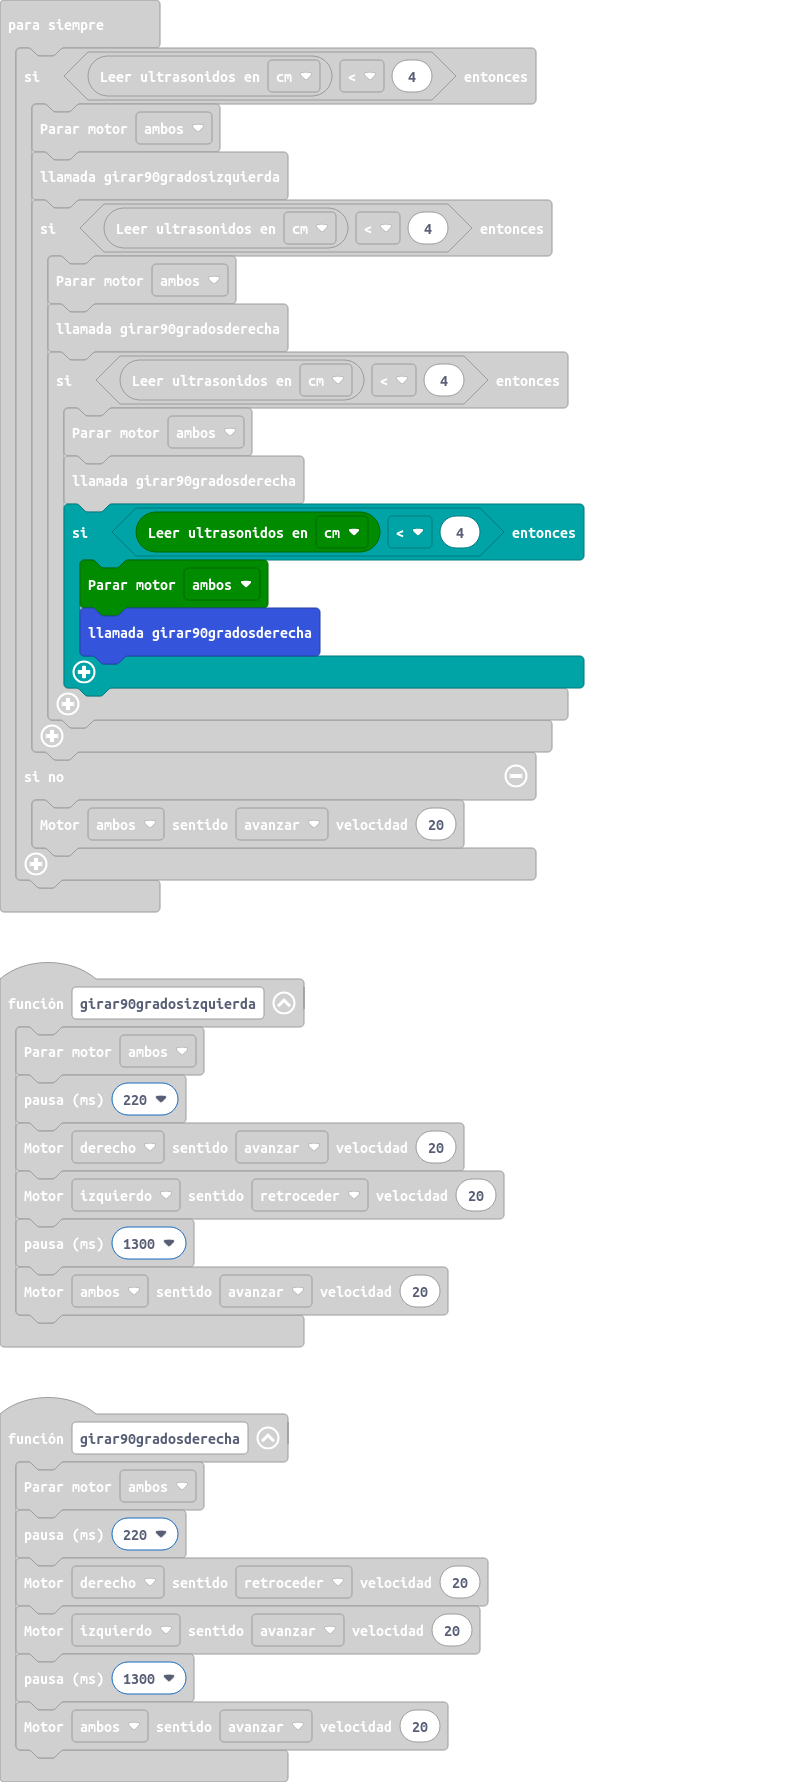 para siempre
si Leer ultrasonidos en cm < 4 entonces
Parar motor ambos
llamada girar90gradosizquierda
si Leer ultrasonidos en cm < 4 entonces
Parar motor ambos
llamada girar90gradosderecha
si Leer ultrasonidos en cm < 4 entonces
Parar motor ambos
llamada girar90gradosderecha
si Leer ultrasonidos en cm < 4 entonces
Parar motor ambos
llamada girar90gradosderecha
si no
Motor ambos sentido avanzar velocidad 20
función girar90gradosizquierda
Parar motor ambos
pausa (ms) 220
Motor derecho sentido avanzar velocidad 20
Motor izquierdo sentido retroceder velocidad 20
pausa (ms) 1300
Motor ambos sentido avanzar velocidad 20
función girar90gradosderecha
Parar motor ambos
pausa (ms) 220
Motor derecho sentido retroceder velocidad 20
Motor izquierdo sentido avanzar velocidad 20
pausa (ms) 1300
Motor ambos sentido avanzar velocidad 20